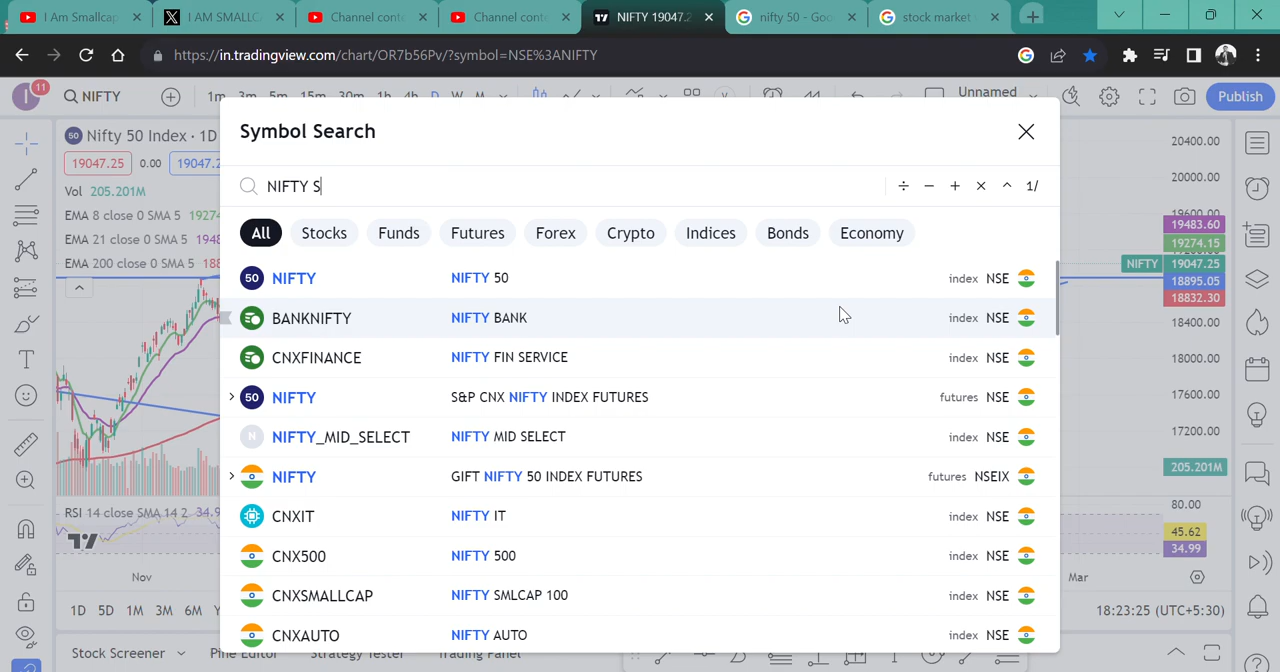 I Am Smallcap
I AM SMALLC
Channel cont
Channel conte
NIFTY 19047.2
nifty 50 - Goo
stock market
https://in.tradingview.com/chart/OR7b56Pv/?symbol=NSE%3ANIFTY
I
11
NIFTY
1m 3m 5m 15m 30m 1h 4h D W M
Unnamed
Publish
50 Nifty 50 Index · 1D
19047.25 0.00 19047.2
Vol 205.201M
EMA 8 close 0 SMA 5 19274
EMA 21 close 0 SMA 5 1948
EMA 200 close 0 SMA 5 188
Symbol Search
NIFTY S
÷ − + × 1/
All Stocks Funds Futures Forex Crypto Indices Bonds Economy
50 NIFTY NIFTY 50 index NSE
BANKNIFTY NIFTY BANK index NSE
CNXFINANCE NIFTY FIN SERVICE index NSE
50 NIFTY S&P CNX NIFTY INDEX FUTURES futures NSE
N NIFTY_MID_SELECT NIFTY MID SELECT index NSE
NIFTY GIFT NIFTY 50 INDEX FUTURES futures NSEIX
CNXIT NIFTY IT index NSE
CNX500 NIFTY 500 index NSE
CNXSMALLCAP NIFTY SMLCAP 100 index NSE
CNXAUTO NIFTY AUTO index NSE
20400.00
20000.00
19600.00
19483.60
19274.15
NIFTY 19047.25
18895.05
18832.30
18400.00
18000.00
17600.00
17200.00
205.201M
80.00
45.62
34.99
RSI 14 close SMA 14 2 34.9
Nov
Mar
1D 5D 1M 3M 6M Y
18:23:25 (UTC+5:30)
Stock Screener Pine Editor Strategy Tester Trading Panel